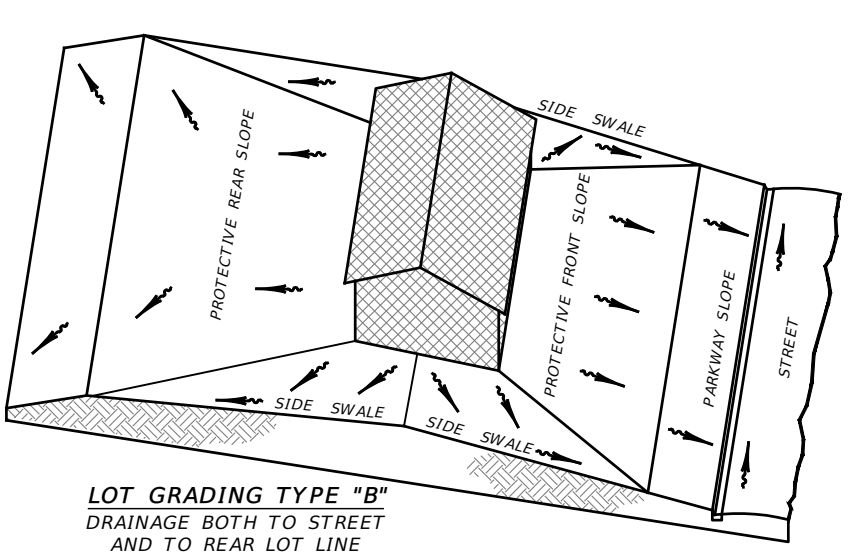 SIDE SWALE
PROTECTIVE REAR SLOPE
PROTECTIVE FRONT SLOPE
PARKWAY SLOPE
STREET
SIDE SWALE
SIDE SWALE
LOT GRADING TYPE "B"
DRAINAGE BOTH TO STREET
AND TO REAR LOT LINE